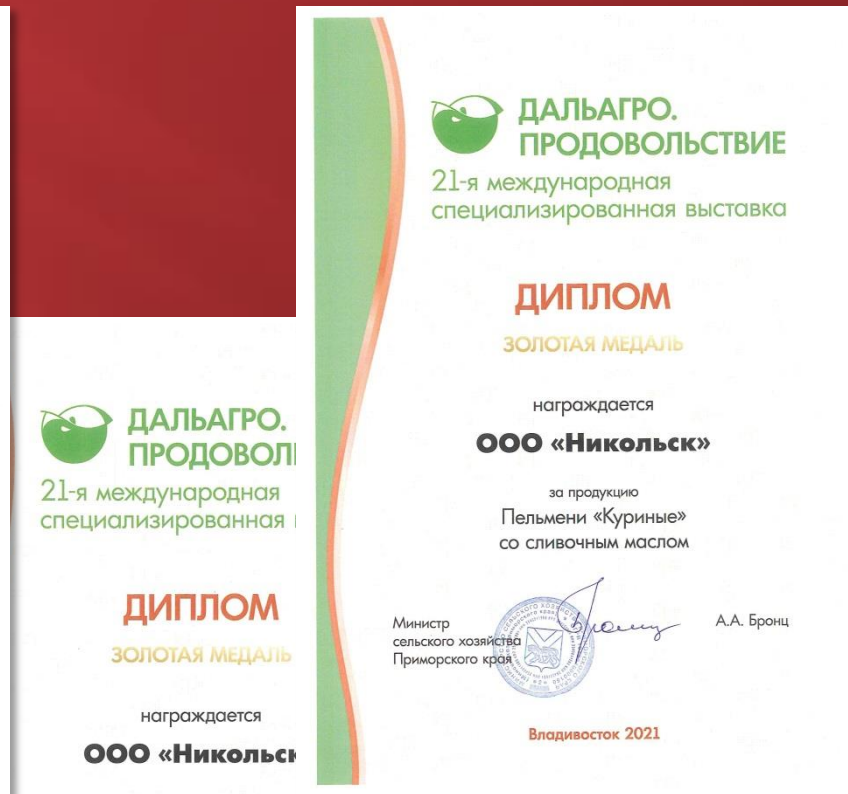 ДАЛЬАГРО.
ПРОДОВОЛЬСТВИЕ
21-я международная
специализированная выставка
ДИПЛОМ
ЗОЛОТАЯ МЕДАЛЬ
награждается
ООО «Никольск»
за продукцию
Пельмени «Куриные»
со сливочным маслом
Министр
сельского хозяйства
Приморского края
А.А. Бронц
Владивосток 2021
ДАЛЬАГРО.
ПРОДОВОЛ
21-я международная
специализированная
ДИПЛОМ
ЗОЛОТАЯ МЕДАЛЬ
награждается
ООО «Никольск